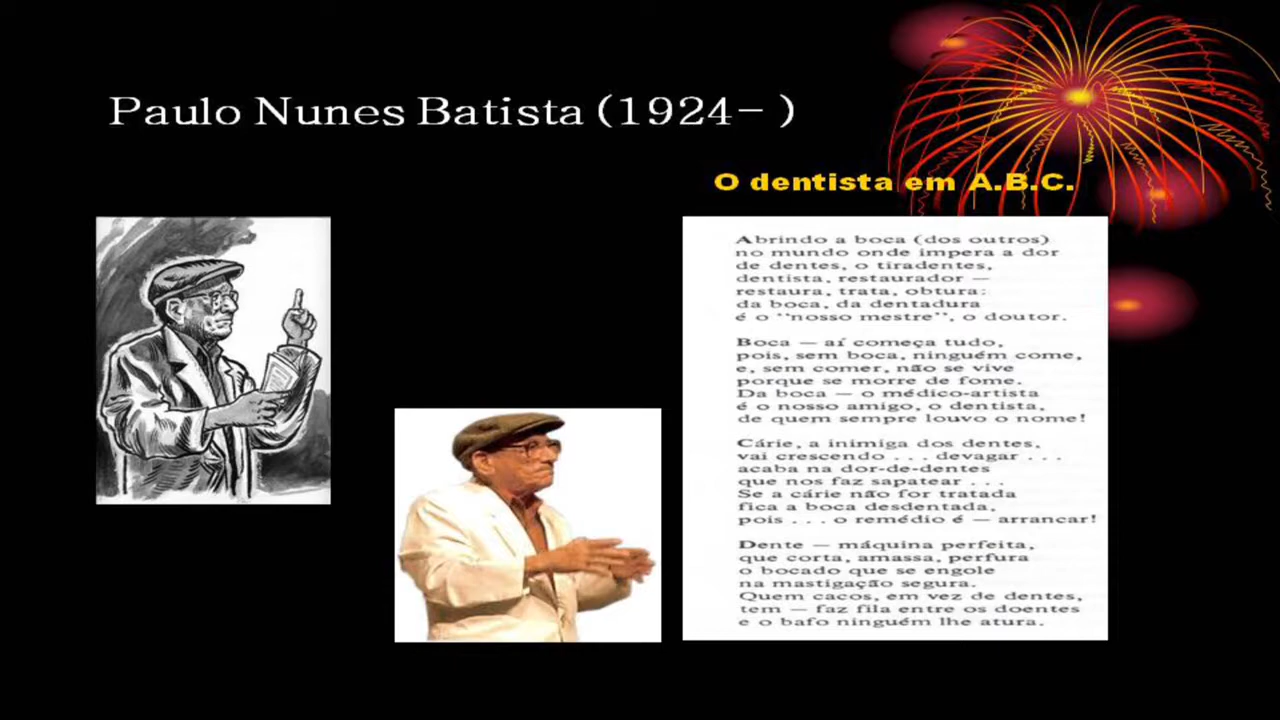 Paulo Nunes Batista (1924- )
O dentista em A.B.C.
Abrindo a boca (dos outros)
no mundo onde impera a dor
de dentes, o tiradentes,
dentista, restaurador —
restaura, trata, obtura:
da boca, da dentadura
é o "nosso mestre", o doutor.
Boca — aí começa tudo,
pois, sem boca, ninguém come,
e, sem comer, não se vive
porque se morre de fome.
Da boca — o médico-artista
é o nosso amigo, o dentista,
de quem sempre louvo o nome!
Cárie, a inimiga dos dentes,
vai crescendo . . . devagar . . .
acaba na dor-de-dentes
que nos faz sapatear . . .
Se a cárie não for tratada
fica a boca desdentada,
pois . . . o remédio é — arrancar!
Dente — máquina perfeita,
que corta, amassa, perfura
o bocado que se engole
na mastigação segura.
Quem cacos, em vez de dentes,
tem — faz fila entre os doentes
e o bafo ninguém lhe atura.